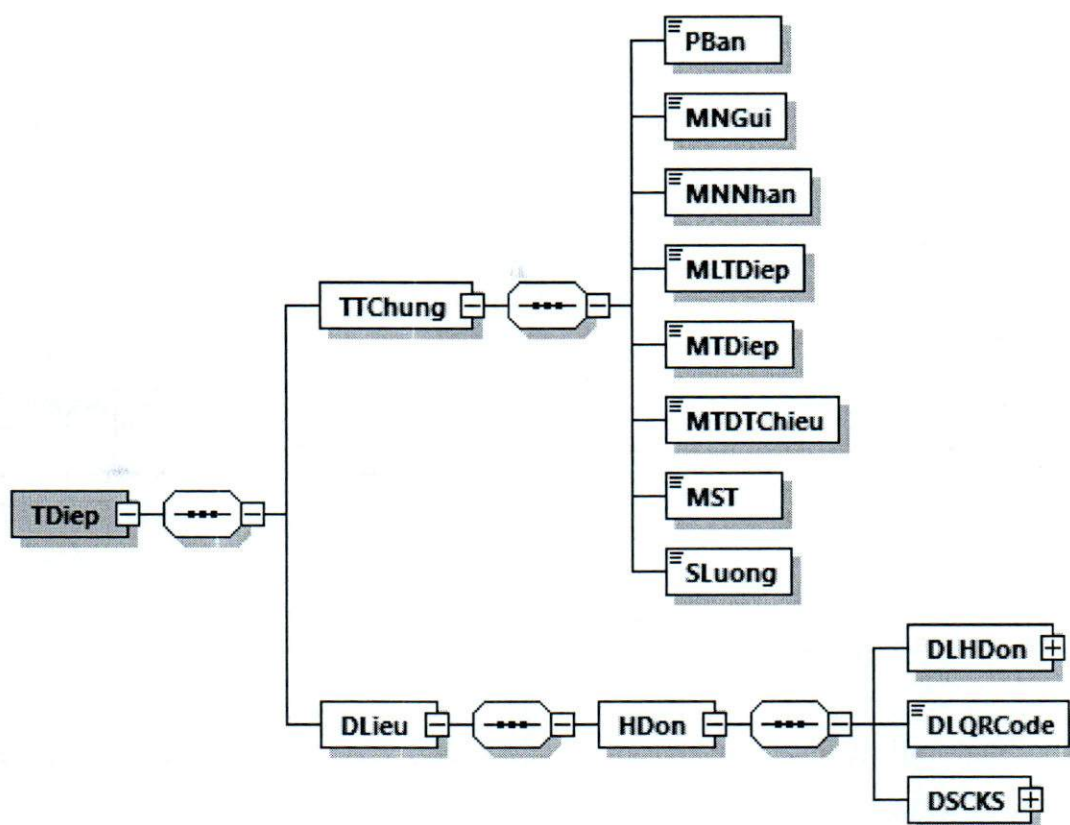 PBan
MNGui
MNNhan
MLTDiep
TTChung
MTDiep
MTDTChieu
MST
TDiep
SLuong
DLHDon
DLieu
HDon
DLQRCode
DSCKS